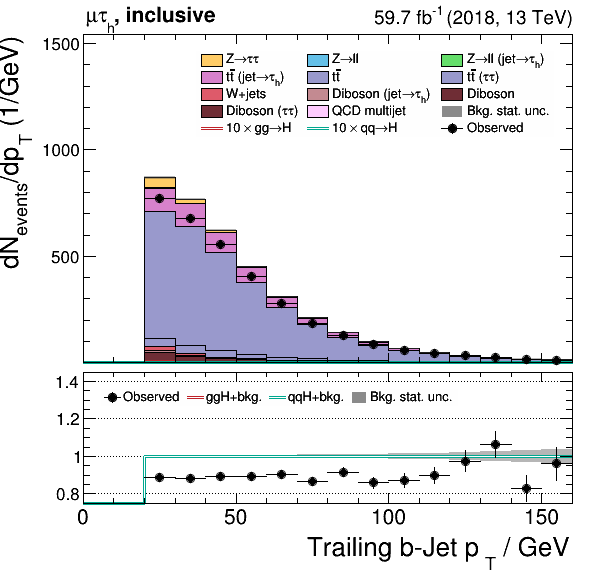 μτh, inclusive 59.7 fb⁻¹ (2018, 13 TeV)
dN_events/dp_T (1/GeV)
1500
1000
500
Z→ττ Z→ll Z→ll (jet→τh)
tt̄ (jet→τh) tt̄ tt̄ (ττ)
W+jets Diboson (jet→τh) Diboson
Diboson (ττ) QCD multijet Bkg. stat. unc.
10 × gg→H 10 × qq→H Observed
Observed ggH+bkg. qqH+bkg. Bkg. stat. unc.
1.4
1.2
1
0.8
0 50 100 150
Trailing b-Jet p_T / GeV